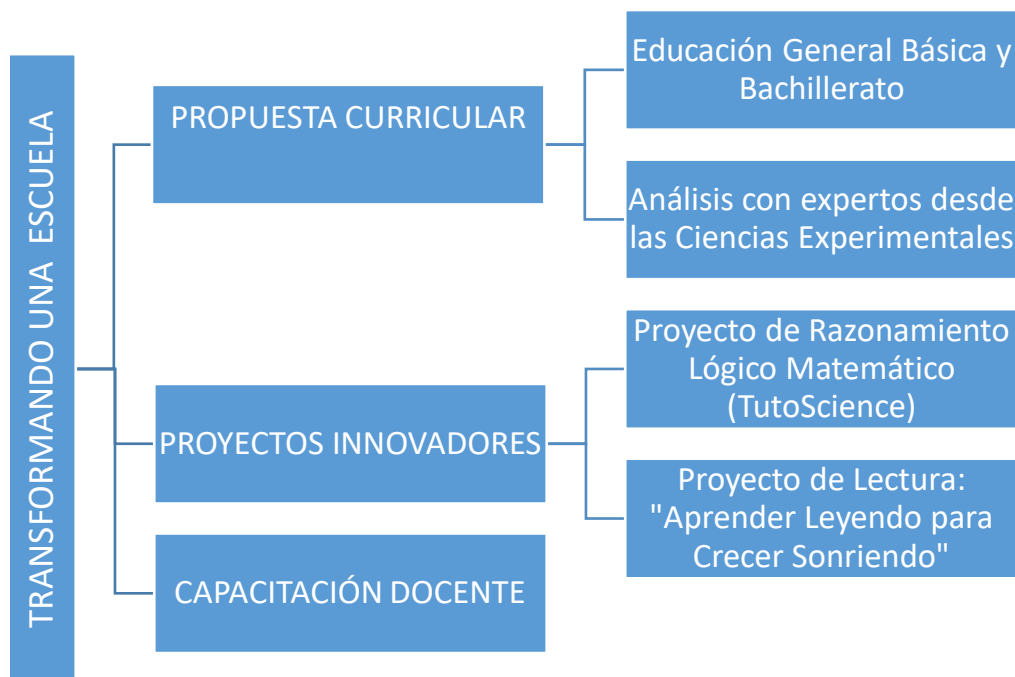 TRANSFORMANDO UNA ESCUELA
PROPUESTA CURRICULAR
Educación General Básica y
Bachillerato
Análisis con expertos desde
las Ciencias Experimentales
PROYECTOS INNOVADORES
Proyecto de Razonamiento
Lógico Matemático
(TutoScience)
Proyecto de Lectura:
"Aprender Leyendo para
Crecer Sonriendo"
CAPACITACIÓN DOCENTE